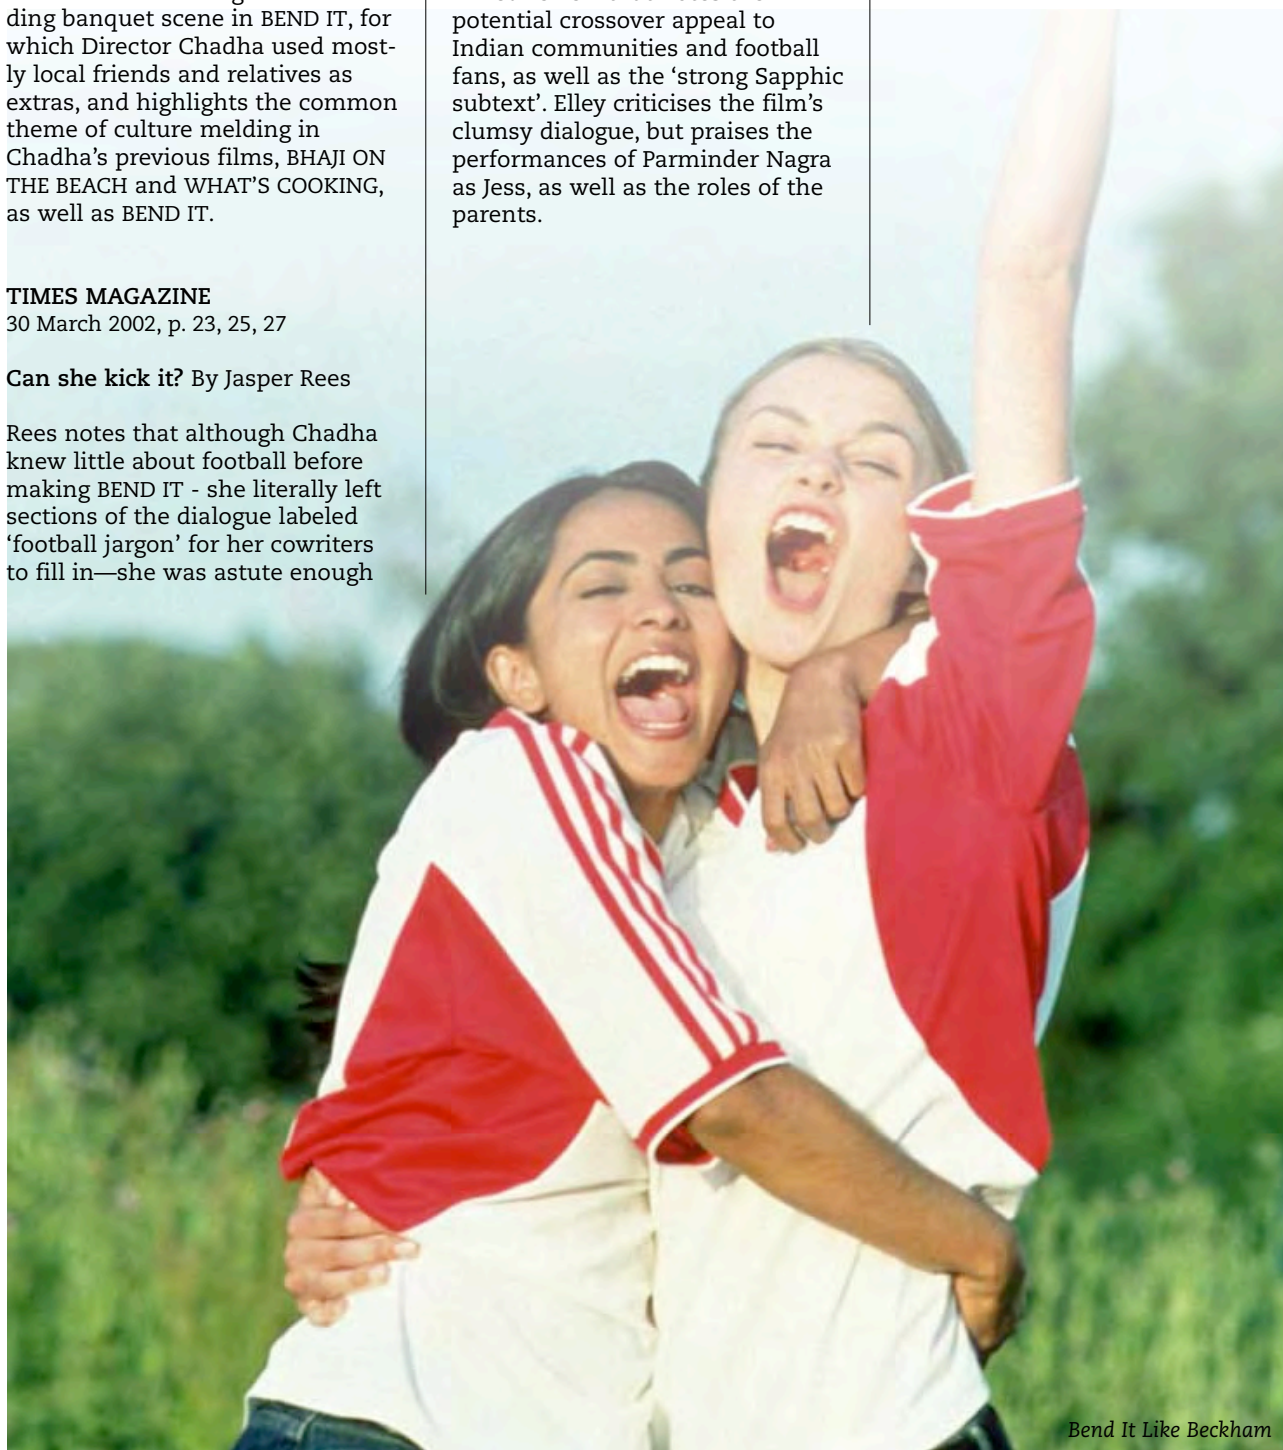 ding banquet scene in BEND IT, for
which Director Chadha used most-
ly local friends and relatives as
extras, and highlights the common
theme of culture melding in
Chadha's previous films, BHAJI ON
THE BEACH and WHAT'S COOKING,
as well as BEND IT.
TIMES MAGAZINE
30 March 2002, p. 23, 25, 27
Can she kick it? By Jasper Rees
Rees notes that although Chadha
knew little about football before
making BEND IT - she literally left
sections of the dialogue labeled
‘football jargon’ for her cowriters
to fill in—she was astute enough
potential crossover appeal to
Indian communities and football
fans, as well as the ‘strong Sapphic
subtext’. Elley criticises the film’s
clumsy dialogue, but praises the
performances of Parminder Nagra
as Jess, as well as the roles of the
parents.
Bend It Like Beckham